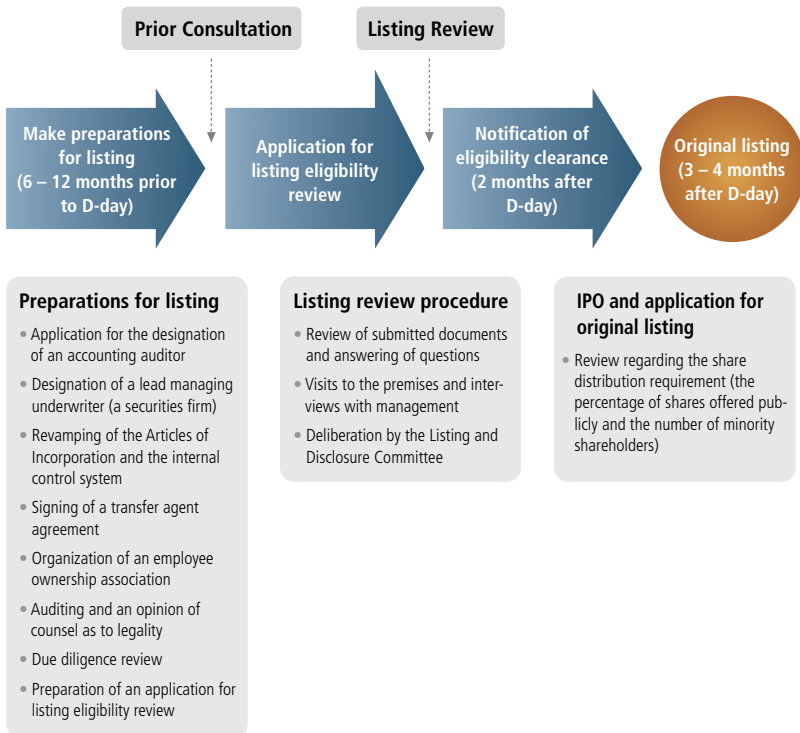 Prior Consultation
Listing Review
Make preparations
for listing
(6 – 12 months prior
to D-day)
Application for
listing eligibility
review
Notification of
eligibility clearance
(2 months after
D-day)
Original listing
(3 – 4 months
after D-day)
Preparations for listing
• Application for the designation
of an accounting auditor
• Designation of a lead managing
underwriter (a securities firm)
• Revamping of the Articles of
Incorporation and the internal
control system
• Signing of a transfer agent
agreement
• Organization of an employee
ownership association
• Auditing and an opinion of
counsel as to legality
• Due diligence review
• Preparation of an application for
listing eligibility review
Listing review procedure
• Review of submitted documents
and answering of questions
• Visits to the premises and inter-
views with management
• Deliberation by the Listing and
Disclosure Committee
IPO and application for
original listing
• Review regarding the share
distribution requirement (the
percentage of shares offered pub-
licly and the number of minority
shareholders)